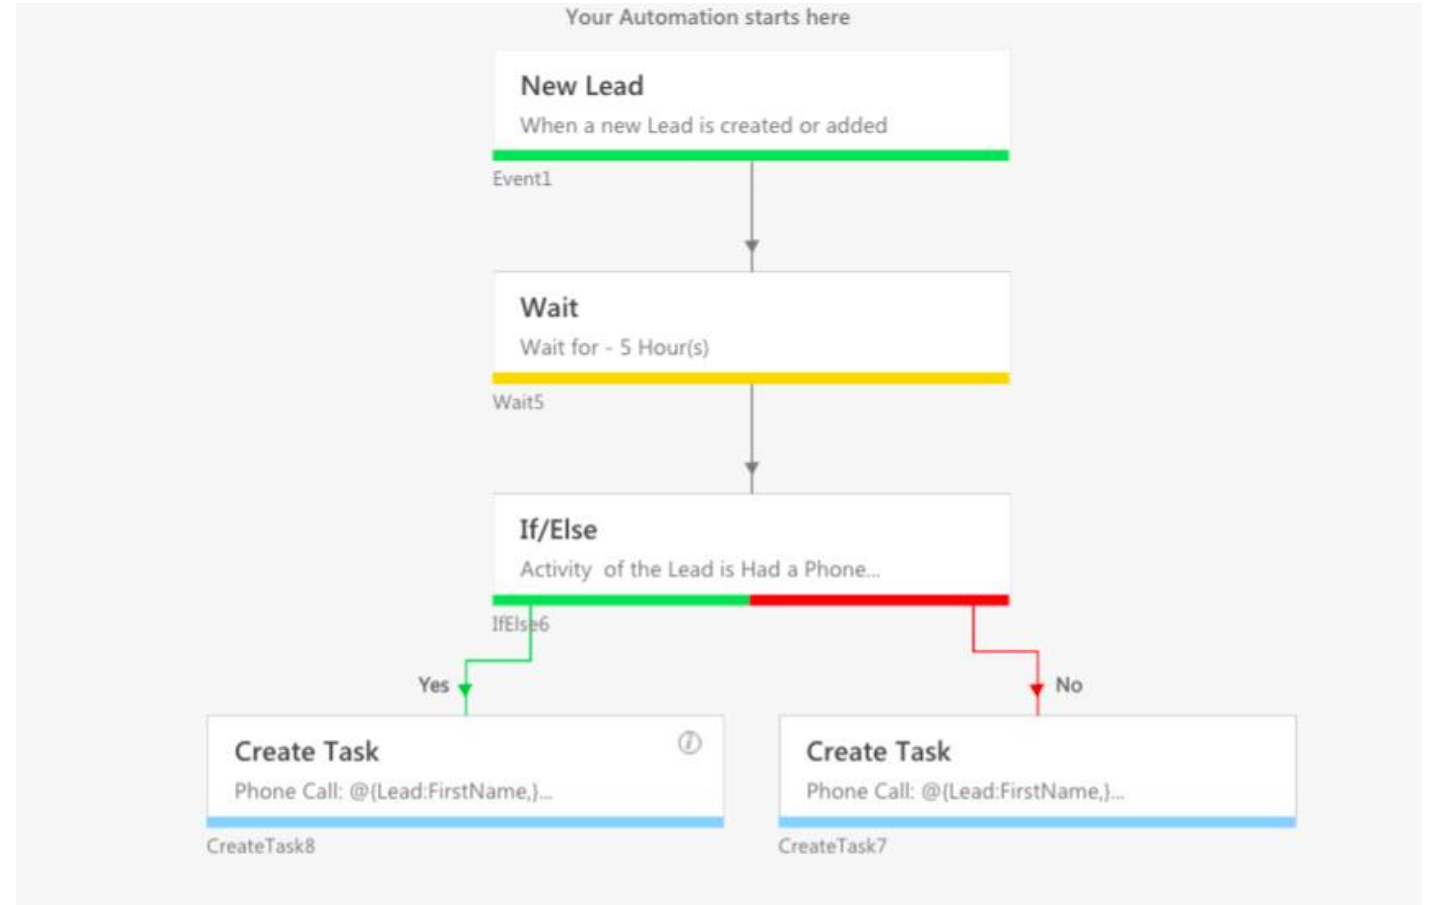 Your Automation starts here
New Lead
When a new Lead is created or added
Event1
Wait
Wait for - 5 Hour(s)
Wait5
If/Else
Activity  of the Lead is Had a Phone...
IfElse6
Yes
No
Create Task
Phone Call: @{Lead:FirstName,}...
CreateTask8
Create Task
Phone Call: @{Lead:FirstName,}...
CreateTask7